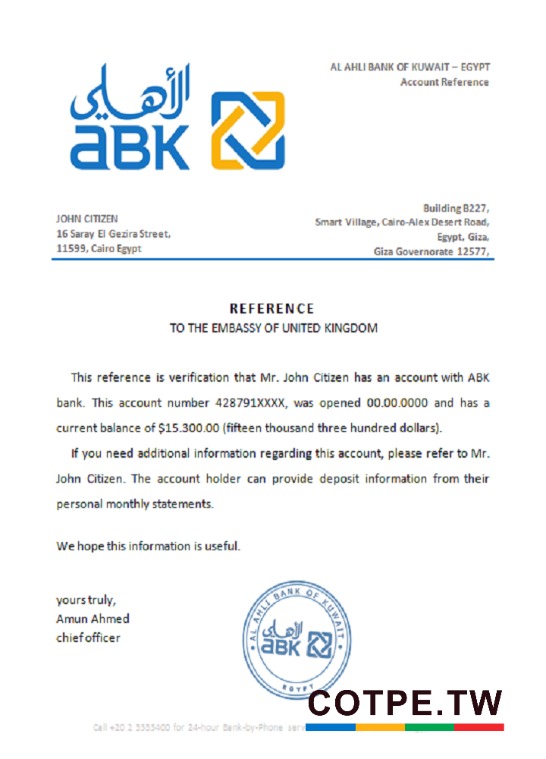 AL AHLI BANK OF KUWAIT – EGYPT
Account Reference
الأهلي
aBK
Building B227,
Smart Village, Cairo-Alex Desert Road,
Egypt, Giza,
Giza Governorate 12577,
JOHN CITIZEN
16 Saray El Gezira Street,
11599, Cairo Egypt
REFERENCE
TO THE EMBASSY OF UNITED KINGDOM
This reference is verification that Mr. John Citizen has an account with ABK
bank. This account number 428791XXXX, was opened 00.00.0000 and has a
current balance of $15.300.00 (fifteen thousand three hundred dollars).
If you need additional information regarding this account, please refer to Mr.
John Citizen. The account holder can provide deposit information from their
personal monthly statements.
We hope this information is useful.
yours truly,
Amun Ahmed
chief officer
AL AHLI BANK OF KUWAIT
الأهلي
aBK
EGYPT
COTPE.TW
Call +20 2 3535400 for 24-hour Bank-by-Phone